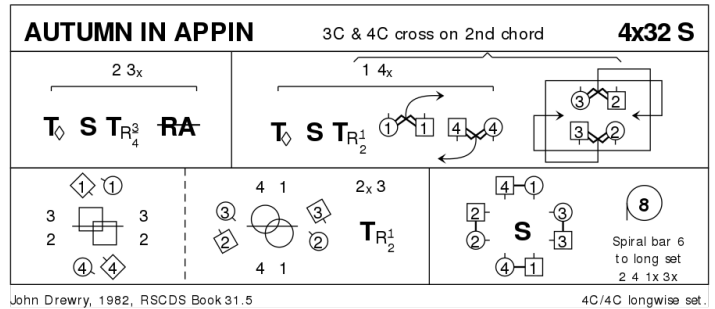 AUTUMN IN APPIN 3C & 4C cross on 2nd chord 4x32 S
2 3x
T S T R 3/4 RA
1 4x
T S T R 1/2
1 1 4 4
3 2
3 2
1 1
3 3
2 2
4 4
4 1
3 3
2 2
4 1
2x 3
T R 1/2
4 1
2 3
S
2 3
4 1
8
Spiral bar 6
to long set
2 4 1x 3x
John Drewry, 1982, RSCDS Book 31.5 4C/4C longwise set.